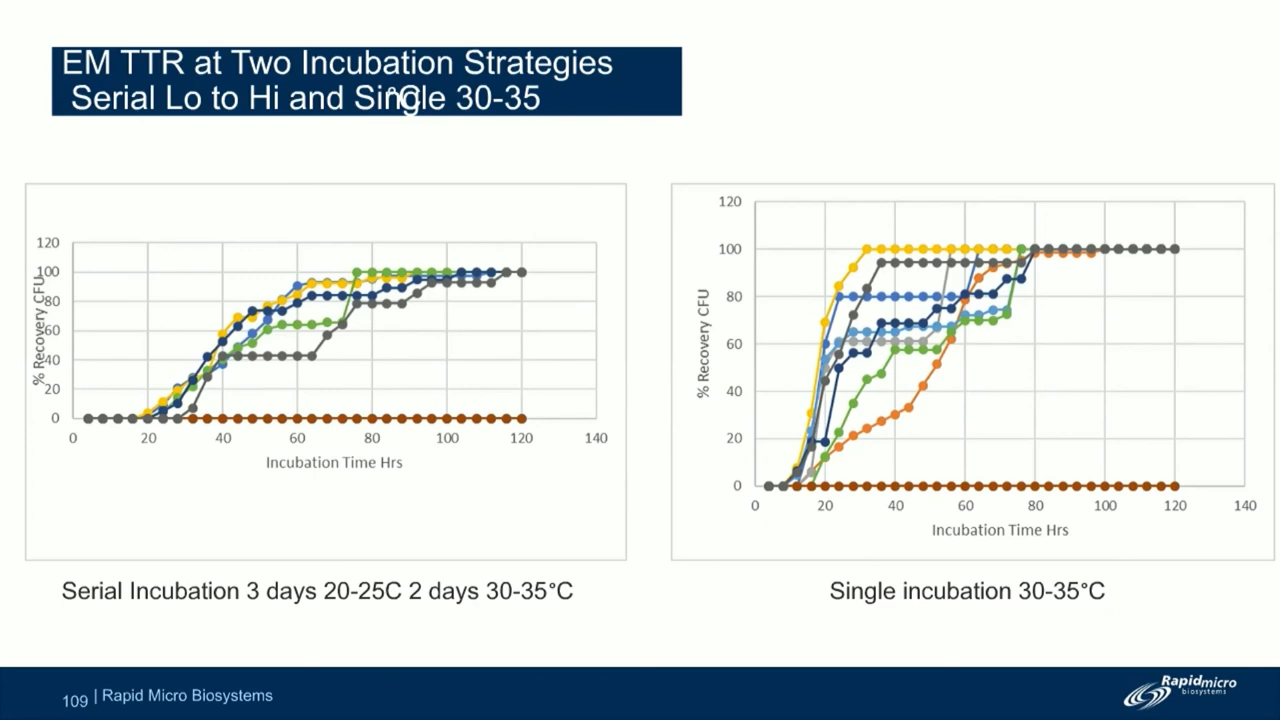 EM TTR at Two Incubation Strategies
Serial Lo to Hi and Single 30-35
°C
120
100
80
60
40
20
0
% Recovery CFU
0 20 40 60 80 100 120 140
Incubation Time Hrs
120
100
80
60
40
20
0
% Recovery CFU
0 20 40 60 80 100 120 140
Incubation Time Hrs
Serial Incubation 3 days 20-25C 2 days 30-35°C
Single incubation 30-35°C
109 | Rapid Micro Biosystems
Rapidmicro
biosystems